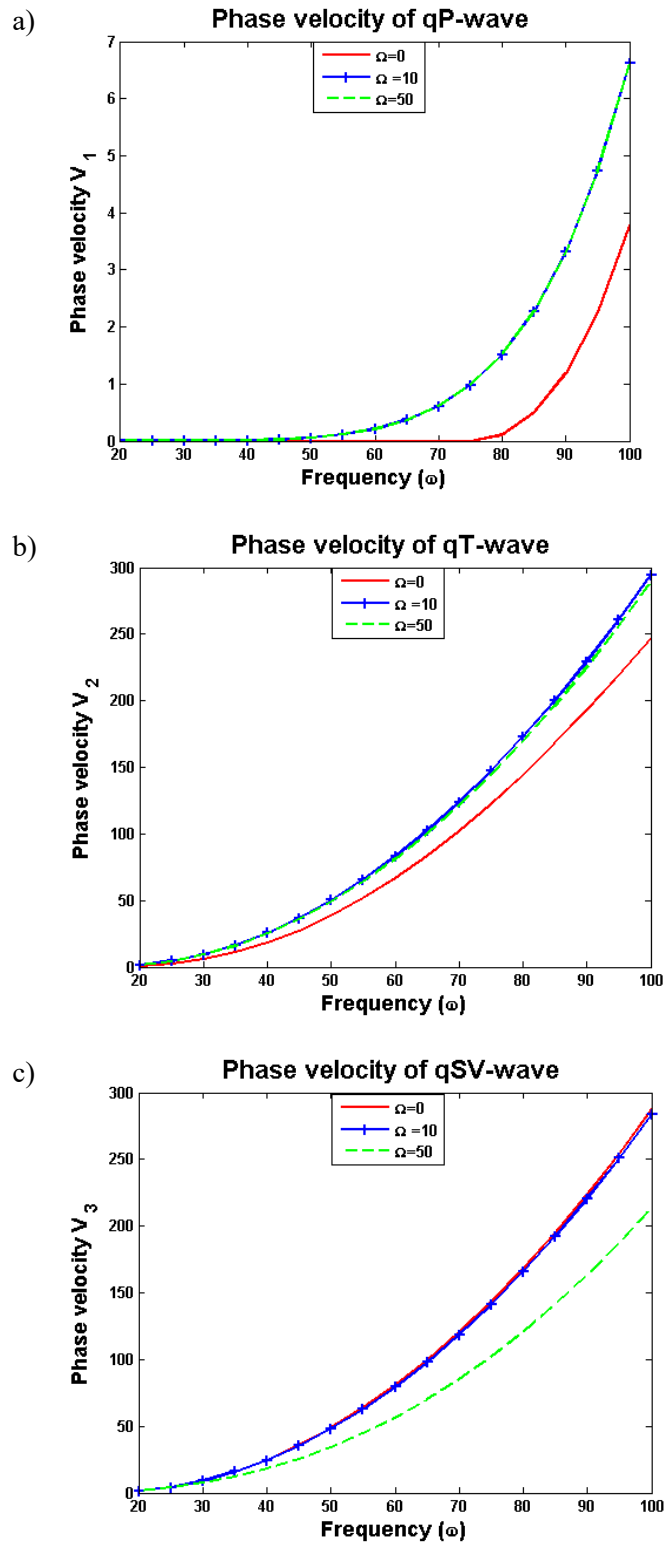 a)
Phase velocity of qP-wave
Ω=0
Ω =10
Ω=50
Phase velocity V_1
7
6
5
4
3
2
1
0
20 30 40 50 60 70 80 90 100
Frequency (ω)
b)
Phase velocity of qT-wave
Ω=0
Ω =10
Ω=50
Phase velocity V_2
300
250
200
150
100
50
0
20 30 40 50 60 70 80 90 100
Frequency (ω)
c)
Phase velocity of qSV-wave
Ω=0
Ω =10
Ω=50
Phase velocity V_3
300
250
200
150
100
50
0
20 30 40 50 60 70 80 90 100
Frequency (ω)